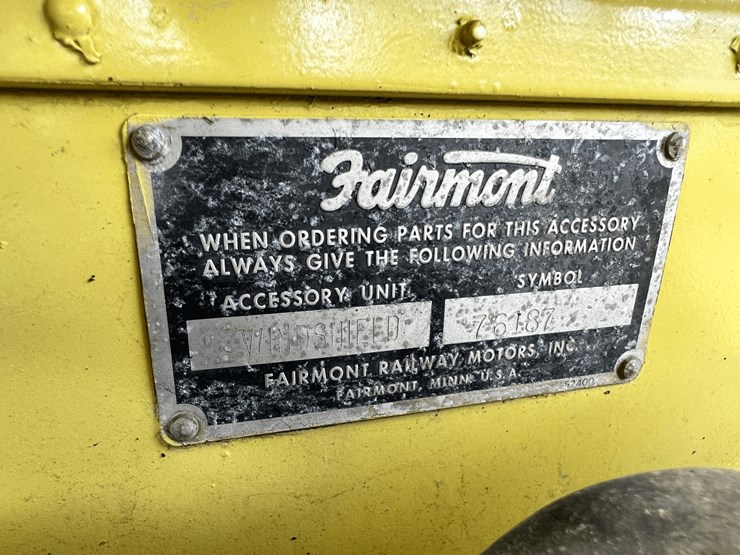 Fairmont
WHEN ORDERING PARTS FOR THIS ACCESSORY
ALWAYS GIVE THE FOLLOWING INFORMATION
ACCESSORY UNIT SYMBOL
WINDSHIELD 76187
FAIRMONT RAILWAY MOTORS, INC.
FAIRMONT, MINN. U.S.A.
52400